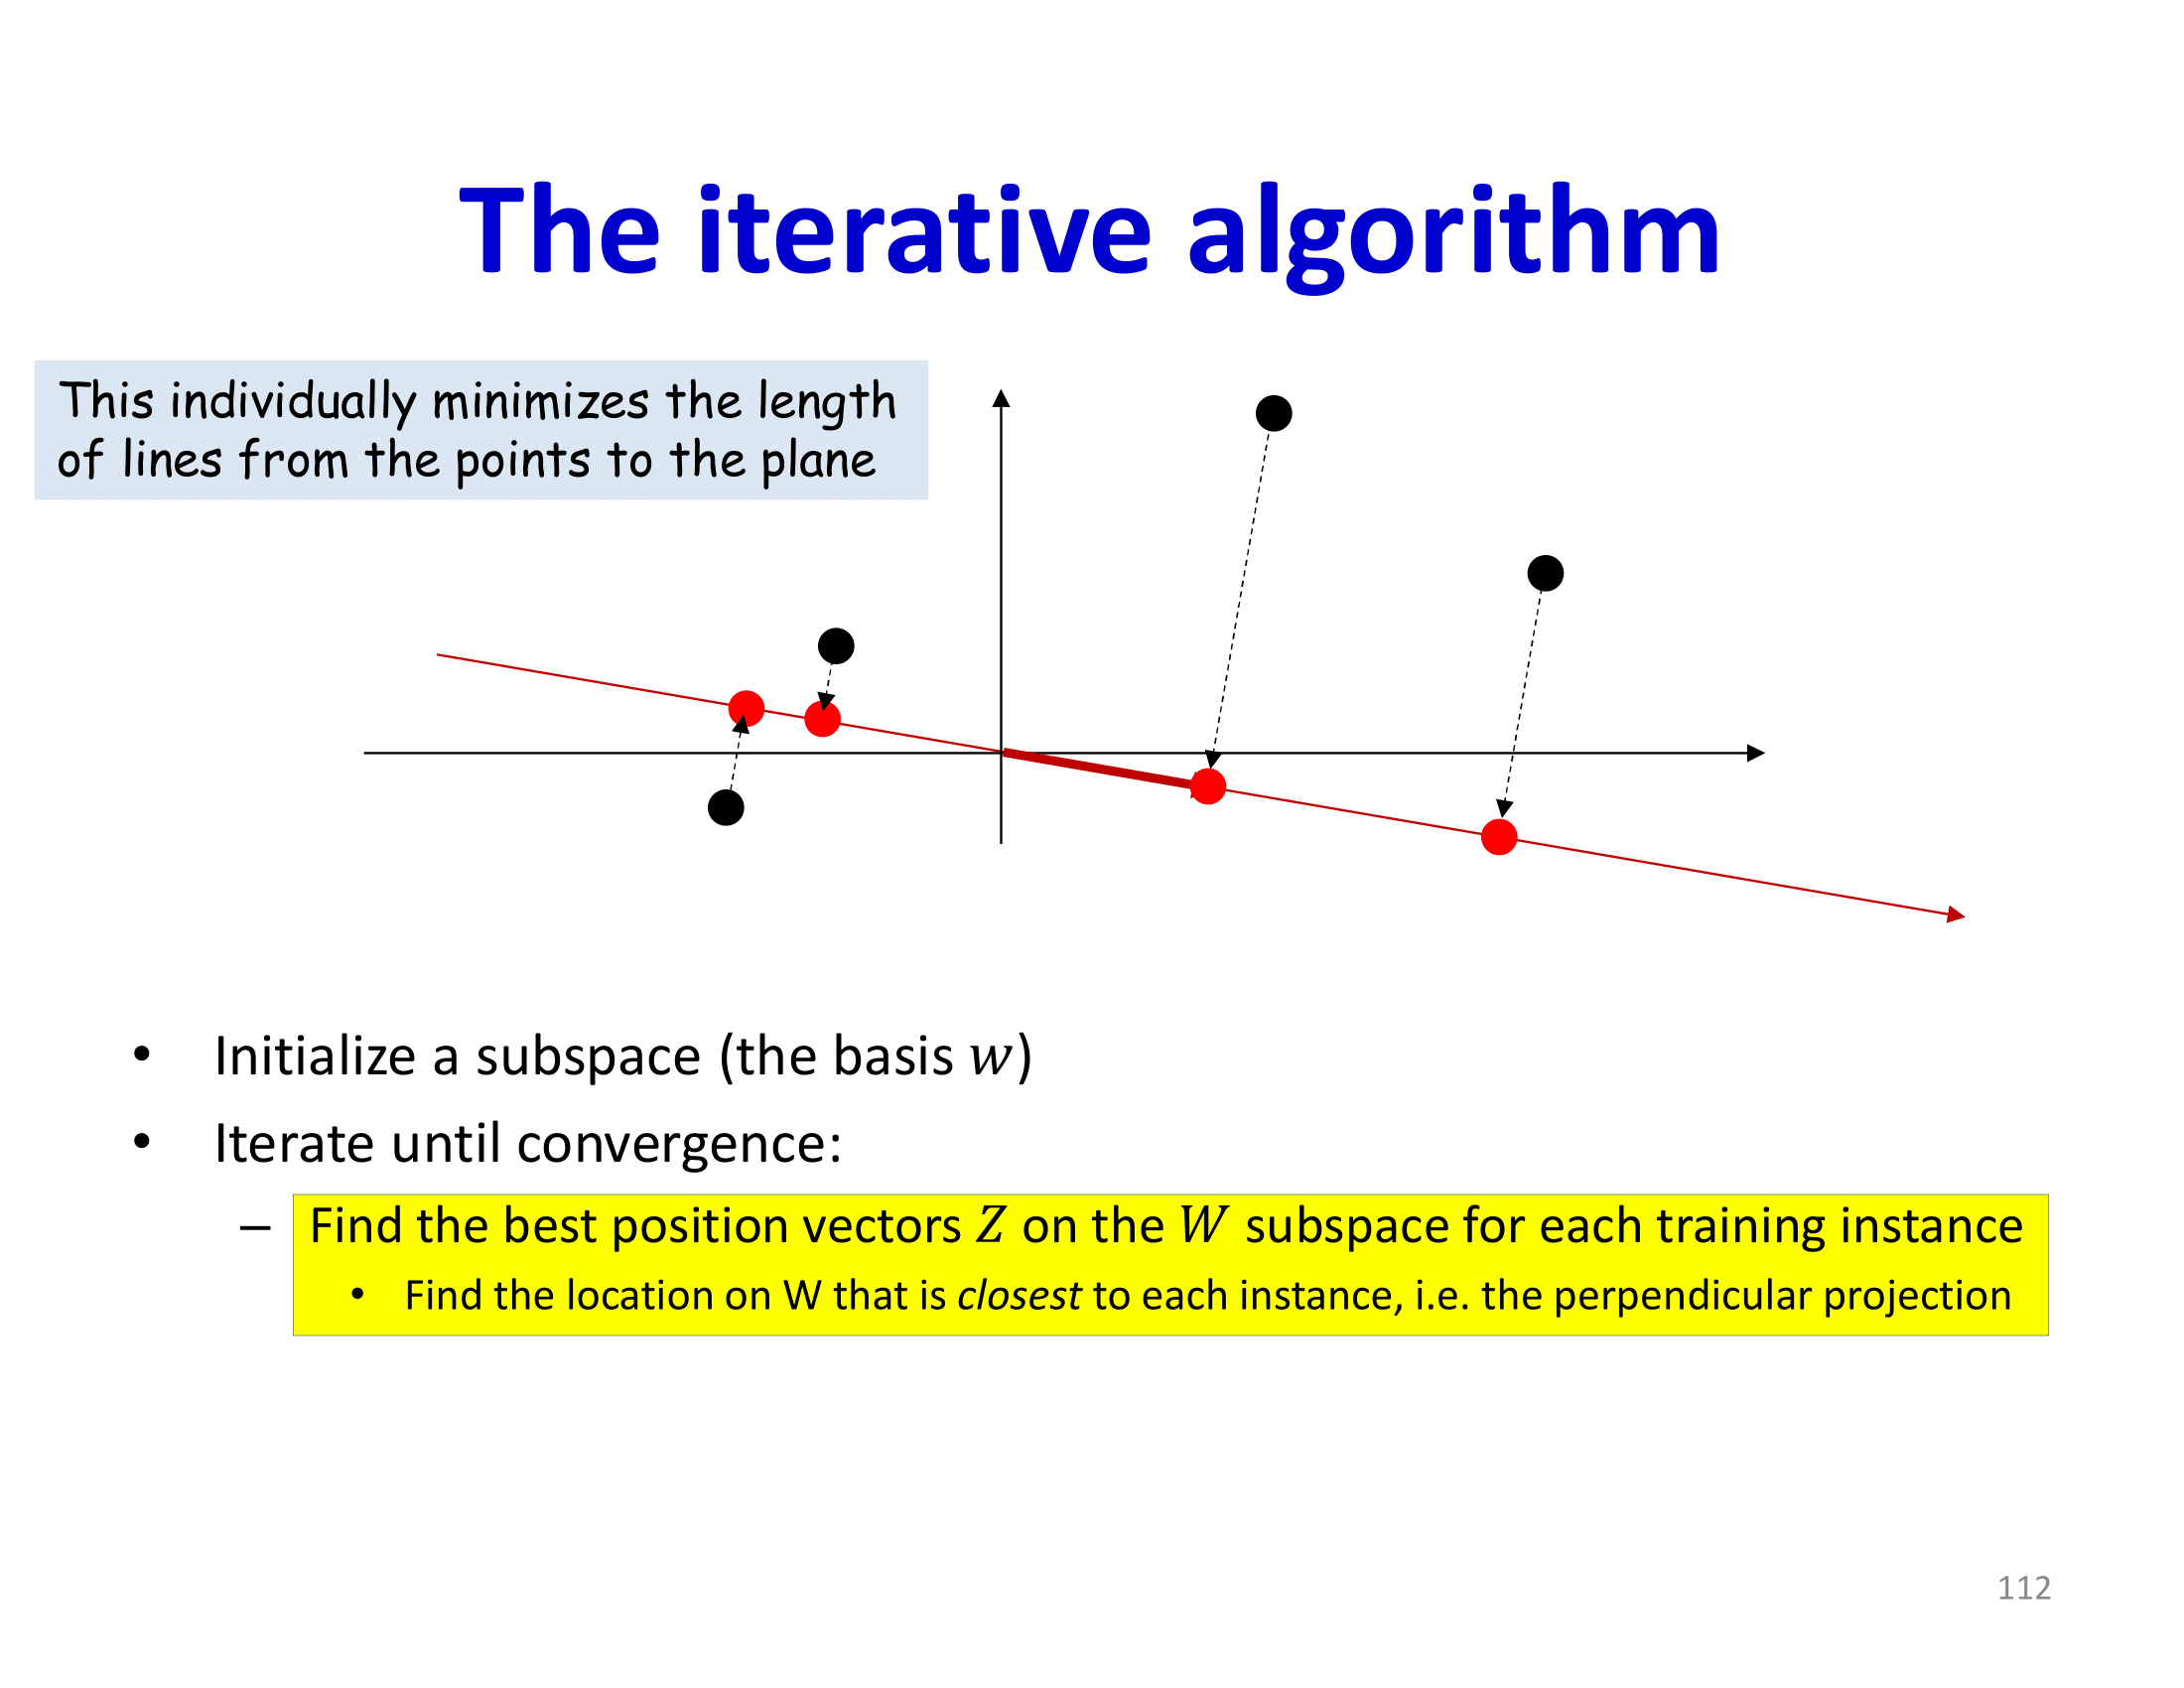 The iterative algorithm
This individually minimizes the length
of lines from the points to the plane
• Initialize a subspace (the basis w)
• Iterate until convergence:
– Find the best position vectors Z on the W subspace for each training instance
• Find the location on W that is closest to each instance, i.e. the perpendicular projection
112